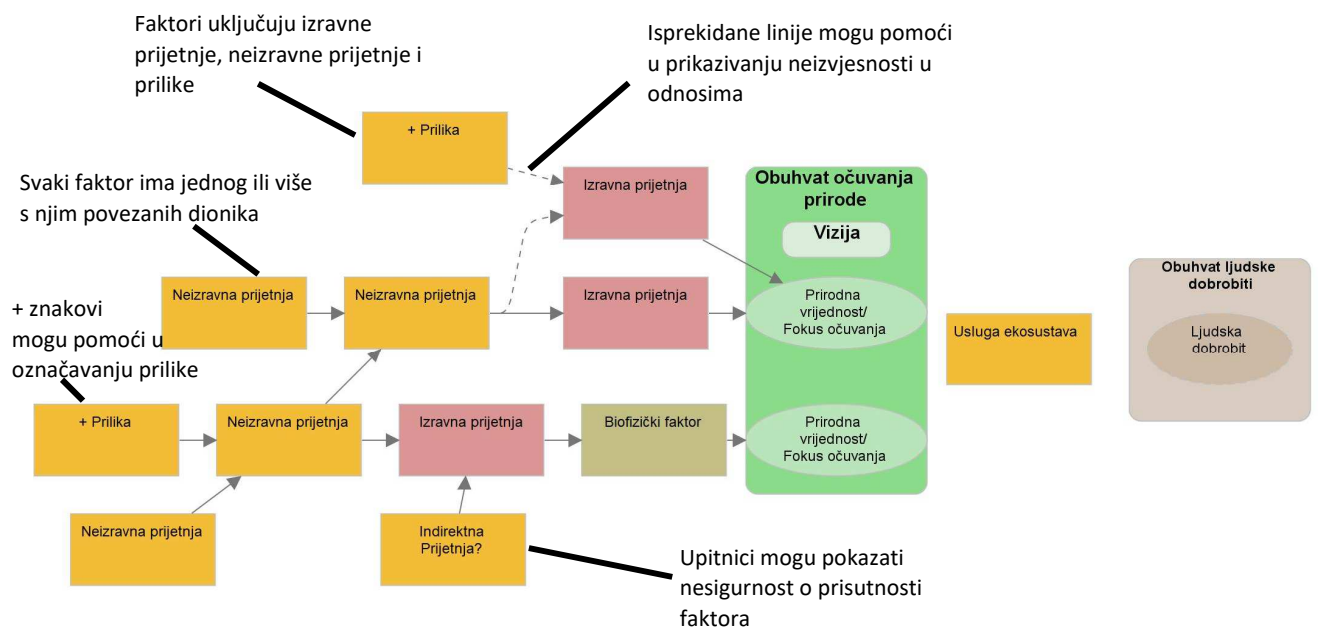 Faktori uključuju izravne
prijetnje, neizravne prijetnje i
prilike
Isprekidane linije mogu pomoći
u prikazivanju neizvjesnosti u
odnosima
+ Prilika
Svaki faktor ima jednog ili više
s njim povezanih dionika
Izravna prijetnja
Obuhvat očuvanja
prirode
Vizija
Neizravna prijetnja
Neizravna prijetnja
Izravna prijetnja
Prirodna
vrijednost/
Fokus očuvanja
Usluga ekosustava
Obuhvat ljudske
dobrobiti
Ljudska
dobrobit
+ znakovi
mogu pomoći u
označavanju prilike
+ Prilika
Neizravna prijetnja
Izravna prijetnja
Biofizički faktor
Prirodna
vrijednost/
Fokus očuvanja
Neizravna prijetnja
Indirektna
Prijetnja?
Upitnici mogu pokazati
nesigurnost o prisutnosti
faktora